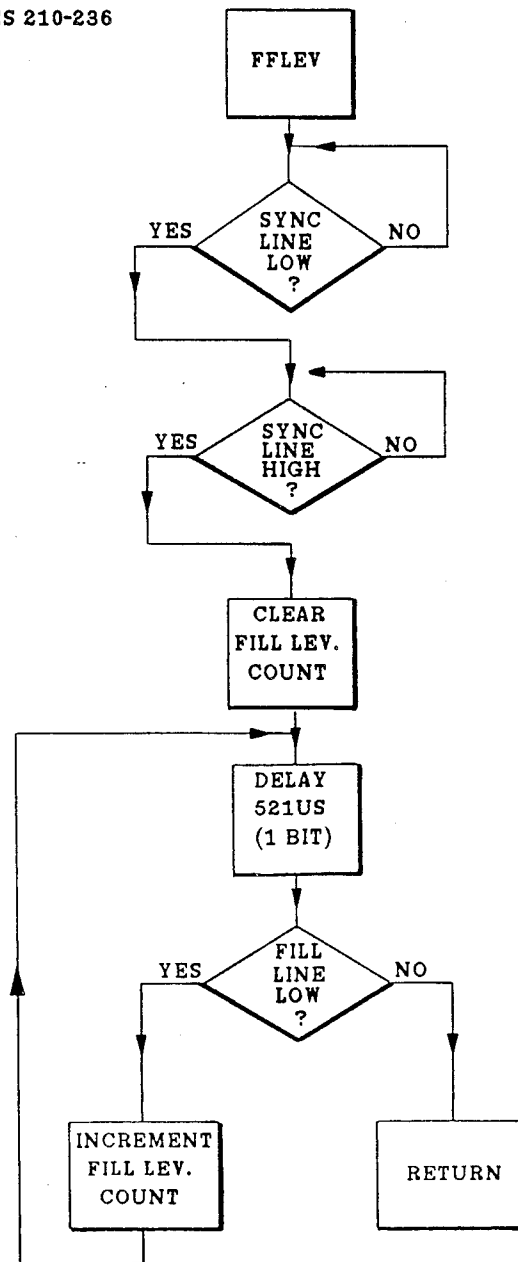 210-236
FFLEV
SYNC
LINE
LOW
?
YES
NO
SYNC
LINE
HIGH
?
YES
NO
CLEAR
FILL LEV.
COUNT
DELAY
521US
(1 BIT)
FILL
LINE
LOW
?
YES
NO
INCREMENT
FILL LEV.
COUNT
RETURN